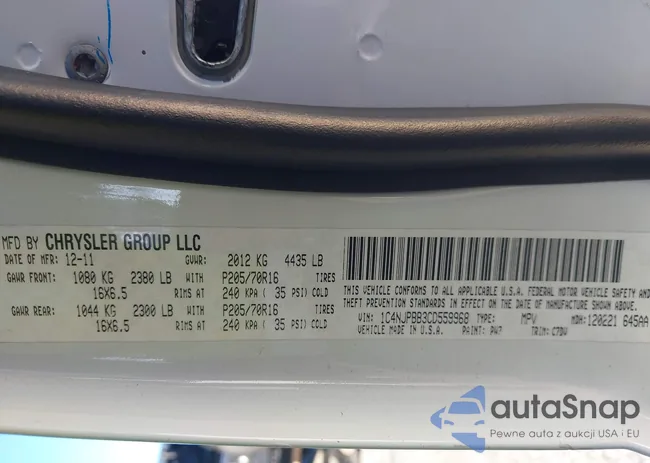 MFD BY CHRYSLER GROUP LLC
DATE OF MFR: 12-11 GVWR: 2012 KG 4435 LB
GAWR FRONT: 1080 KG 2380 LB WITH P205/70R16 TIRES
16X6.5 RIMS AT 240 KPA ( 35 PSI) COLD
GAWR REAR: 1044 KG 2300 LB WITH P205/70R16 TIRES
16X6.5 RIMS AT 240 KPA ( 35 PSI) COLD
THIS VEHICLE CONFORMS TO ALL APPLICABLE U.S.A. FEDERAL MOTOR VEHICLE SAFETY AND
THEFT PREVENTION STANDARDS IN EFFECT ON THE DATE OF MANUFACTURE SHOWN ABOVE.
VIN: 1C4NJPBB3CD559968 TYPE: MPV MDH: 120821 645AA
VEHICLE MADE IN U.S.A. PAINT: PW7 TRIM: C7DV
autaSnap
Pewne auta z aukcji USA i EU